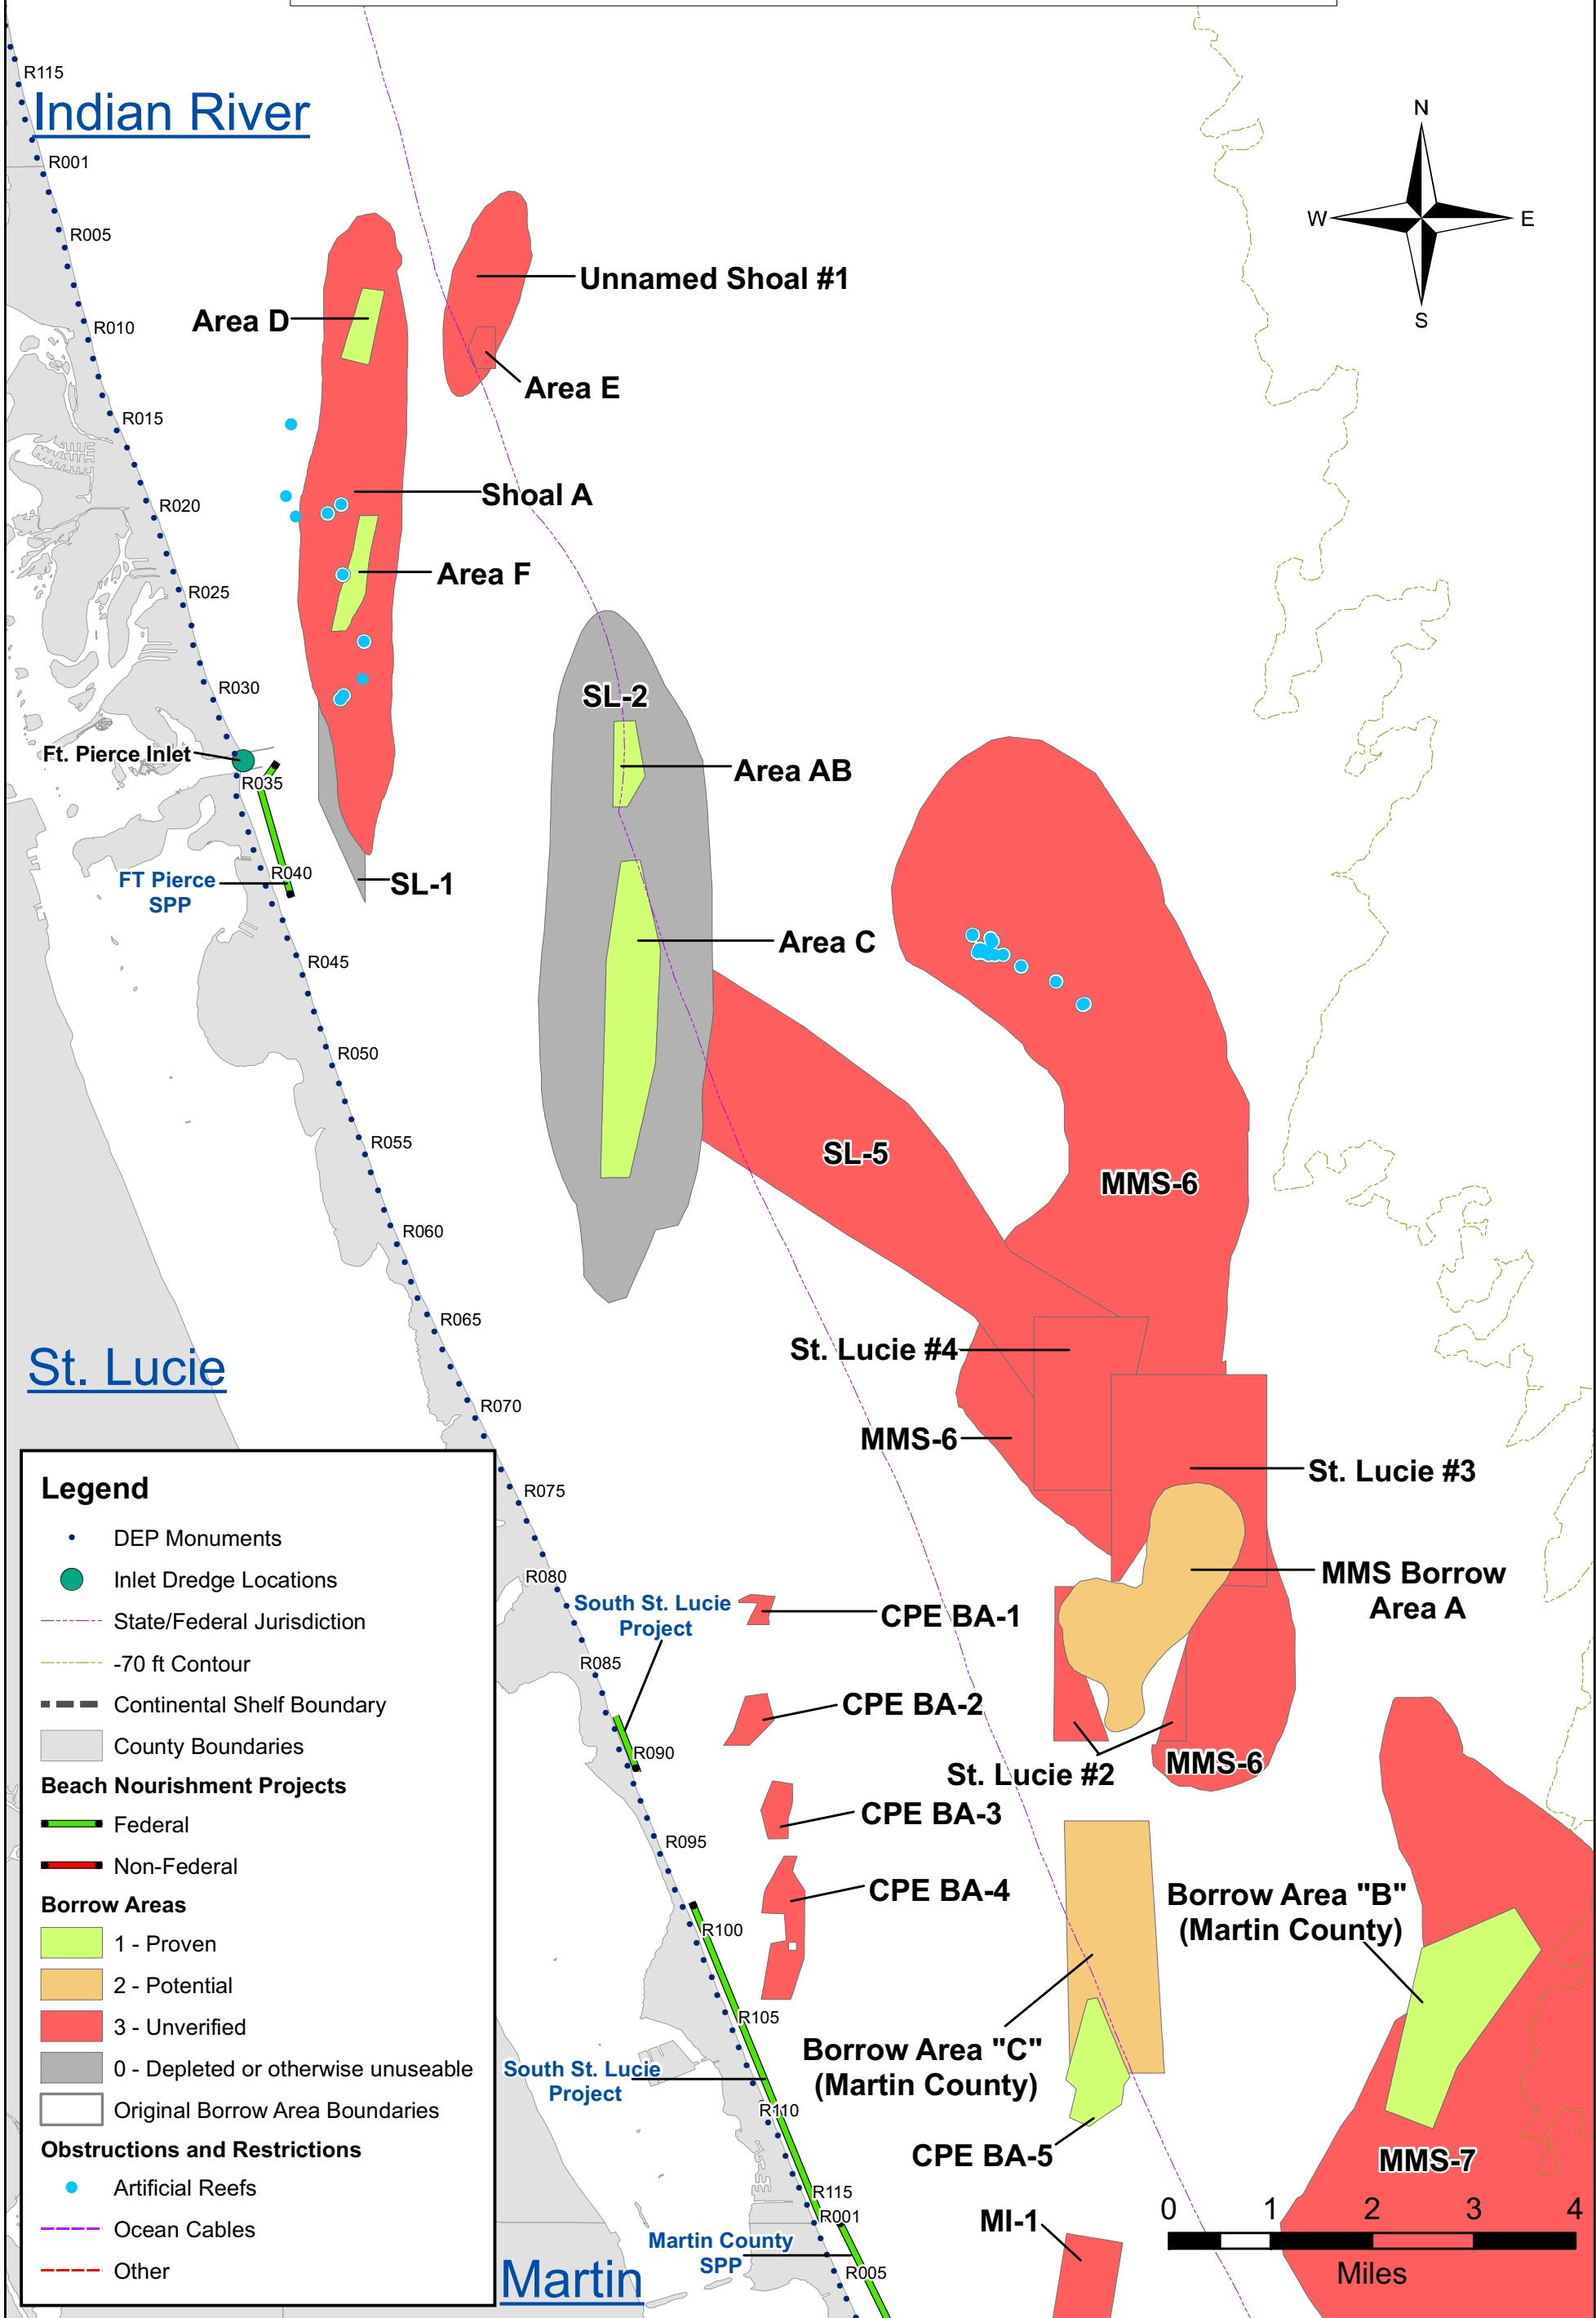 R115
Indian River
R001
N
W
E
S
R005
Unnamed Shoal #1
Area D
R010
Area E
R015
Shoal A
R020
Area F
R025
R030
SL-2
Ft. Pierce Inlet
Area AB
R035
R040
FT Pierce
SPP
SL-1
Area C
R045
R050
R055
SL-5
MMS-6
R060
R065
St. Lucie #4
St. Lucie
R070
MMS-6
St. Lucie #3
R075
R080
MMS Borrow
Area A
South St. Lucie
Project
CPE BA-1
R085
CPE BA-2
R090
MMS-6
St. Lucie #2
CPE BA-3
R095
CPE BA-4
Borrow Area "B"
(Martin County)
R100
R105
Borrow Area "C"
(Martin County)
South St. Lucie
Project
R110
CPE BA-5
MMS-7
R115
R001
MI-1
Martin County
SPP
R005
Martin
0 1 2 3 4
Miles
Legend
DEP Monuments
Inlet Dredge Locations
State/Federal Jurisdiction
-70 ft Contour
Continental Shelf Boundary
County Boundaries
Beach Nourishment Projects
Federal
Non-Federal
Borrow Areas
1 - Proven
2 - Potential
3 - Unverified
0 - Depleted or otherwise unuseable
Original Borrow Area Boundaries
Obstructions and Restrictions
Artificial Reefs
Ocean Cables
Other